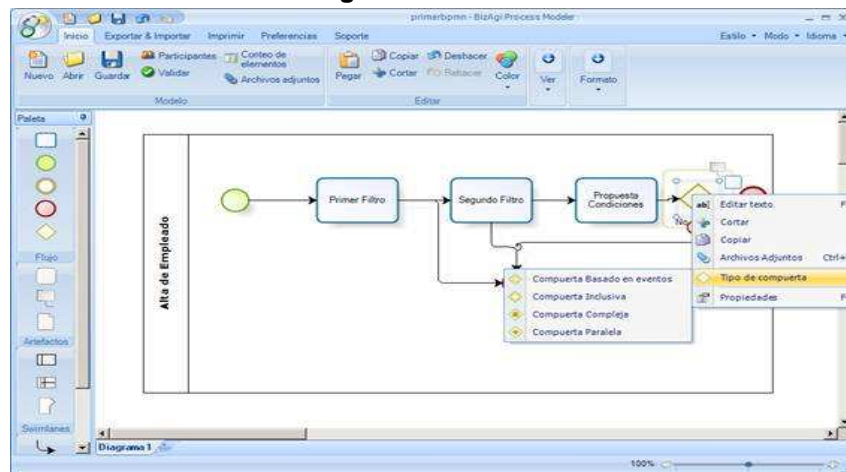 primerbpmn - BizAgi Process Modeler
Inicio Exportar & Importar Imprimir Preferencias Soporte Estilo Modo Idioma
Nuevo Abrir Guardar Participantes Validar Conteo de elementos Archivos adjuntos Pegar Copiar Cortar Deshacer Rehacer Color Ver Formato
Modelo Editar
Paleta
Flujo
Artefactos
Swimlanes
Alta de Empleado
Primer Filtro
Segundo Filtro
Propuesta
Condiciones
No
Editar texto F
Cortar
Copiar
Archivos Adjuntos Ctrl+
Tipo de compuerta
Propiedades F
Compuerta Basado en eventos
Compuerta Inclusiva
Compuerta Compleja
Compuerta Paralela
Diagrama 1
100%